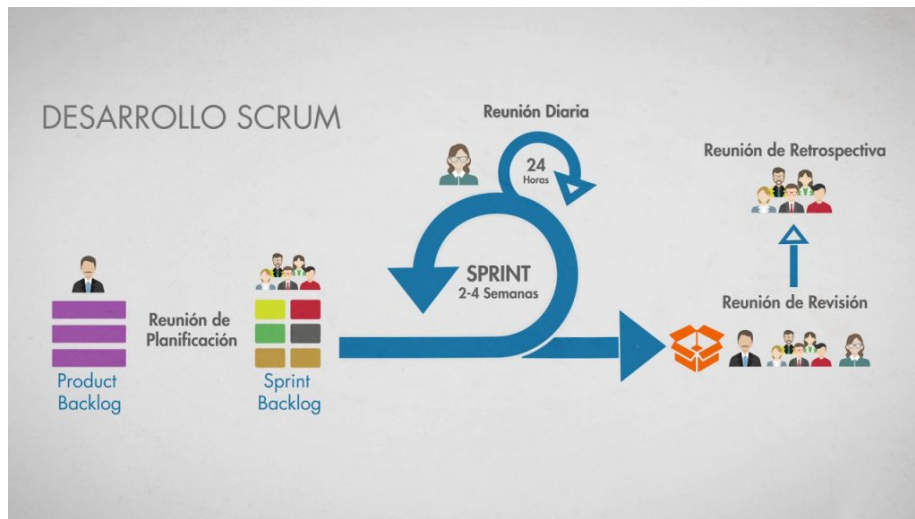 DESARROLLO SCRUM
Reunión Diaria
24
Horas
Reunión de Retrospectiva
SPRINT
2-4 Semanas
Reunión de Revisión
Reunión de
Planificación
Product
Backlog
Sprint
Backlog